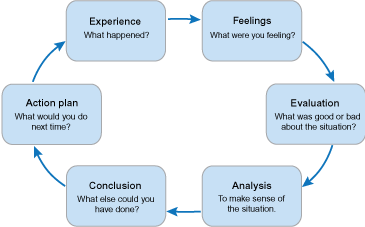 Experience
What happened?
Feelings
What were you feeling?
Evaluation
What was good or bad
about the situation?
Analysis
To make sense of
the situation.
Conclusion
What else could you
have done?
Action plan
What would you do
next time?